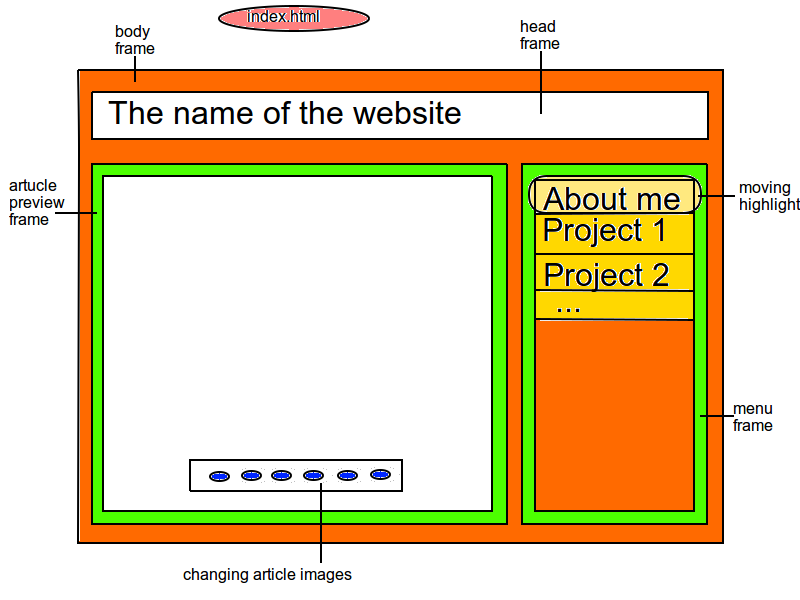 index.html
body
frame
head
frame
The name of the website
artucle
preview
frame
About me
moving
highlight
Project 1
Project 2
...
menu
frame
changing article images